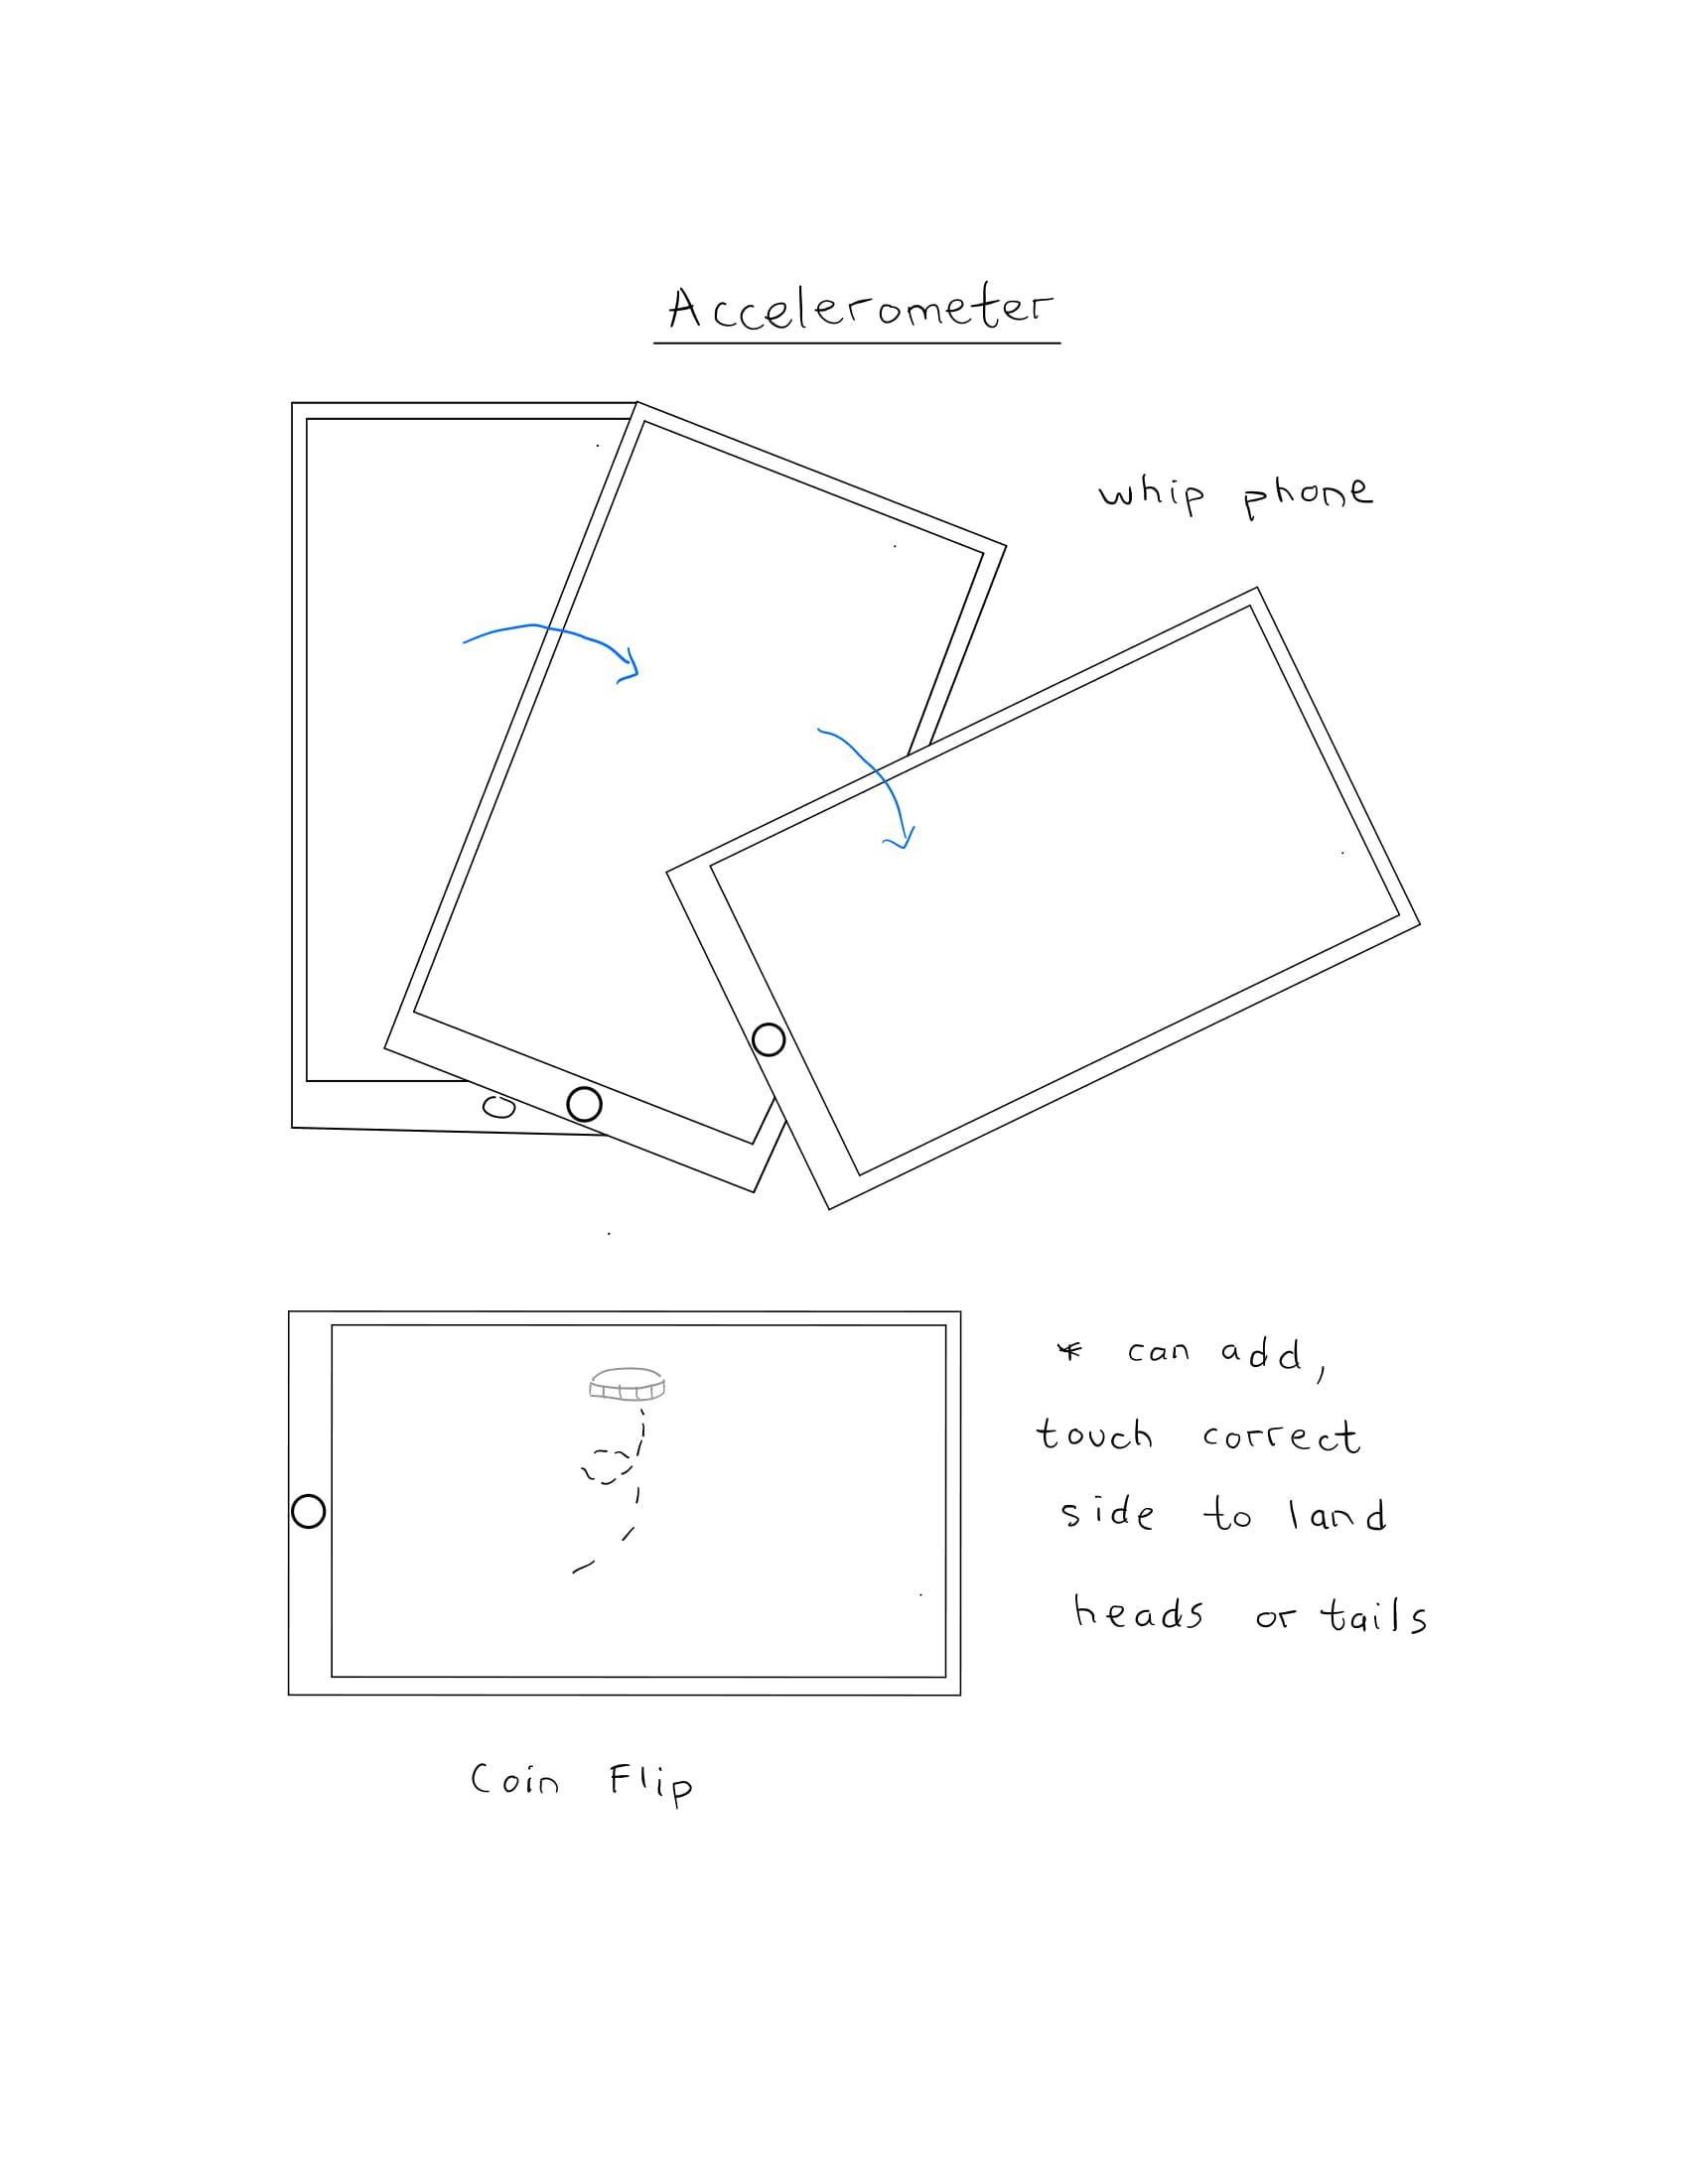 Accelerometer
whip phone
* can add,
touch correct
side to land
heads or tails
Coin Flip